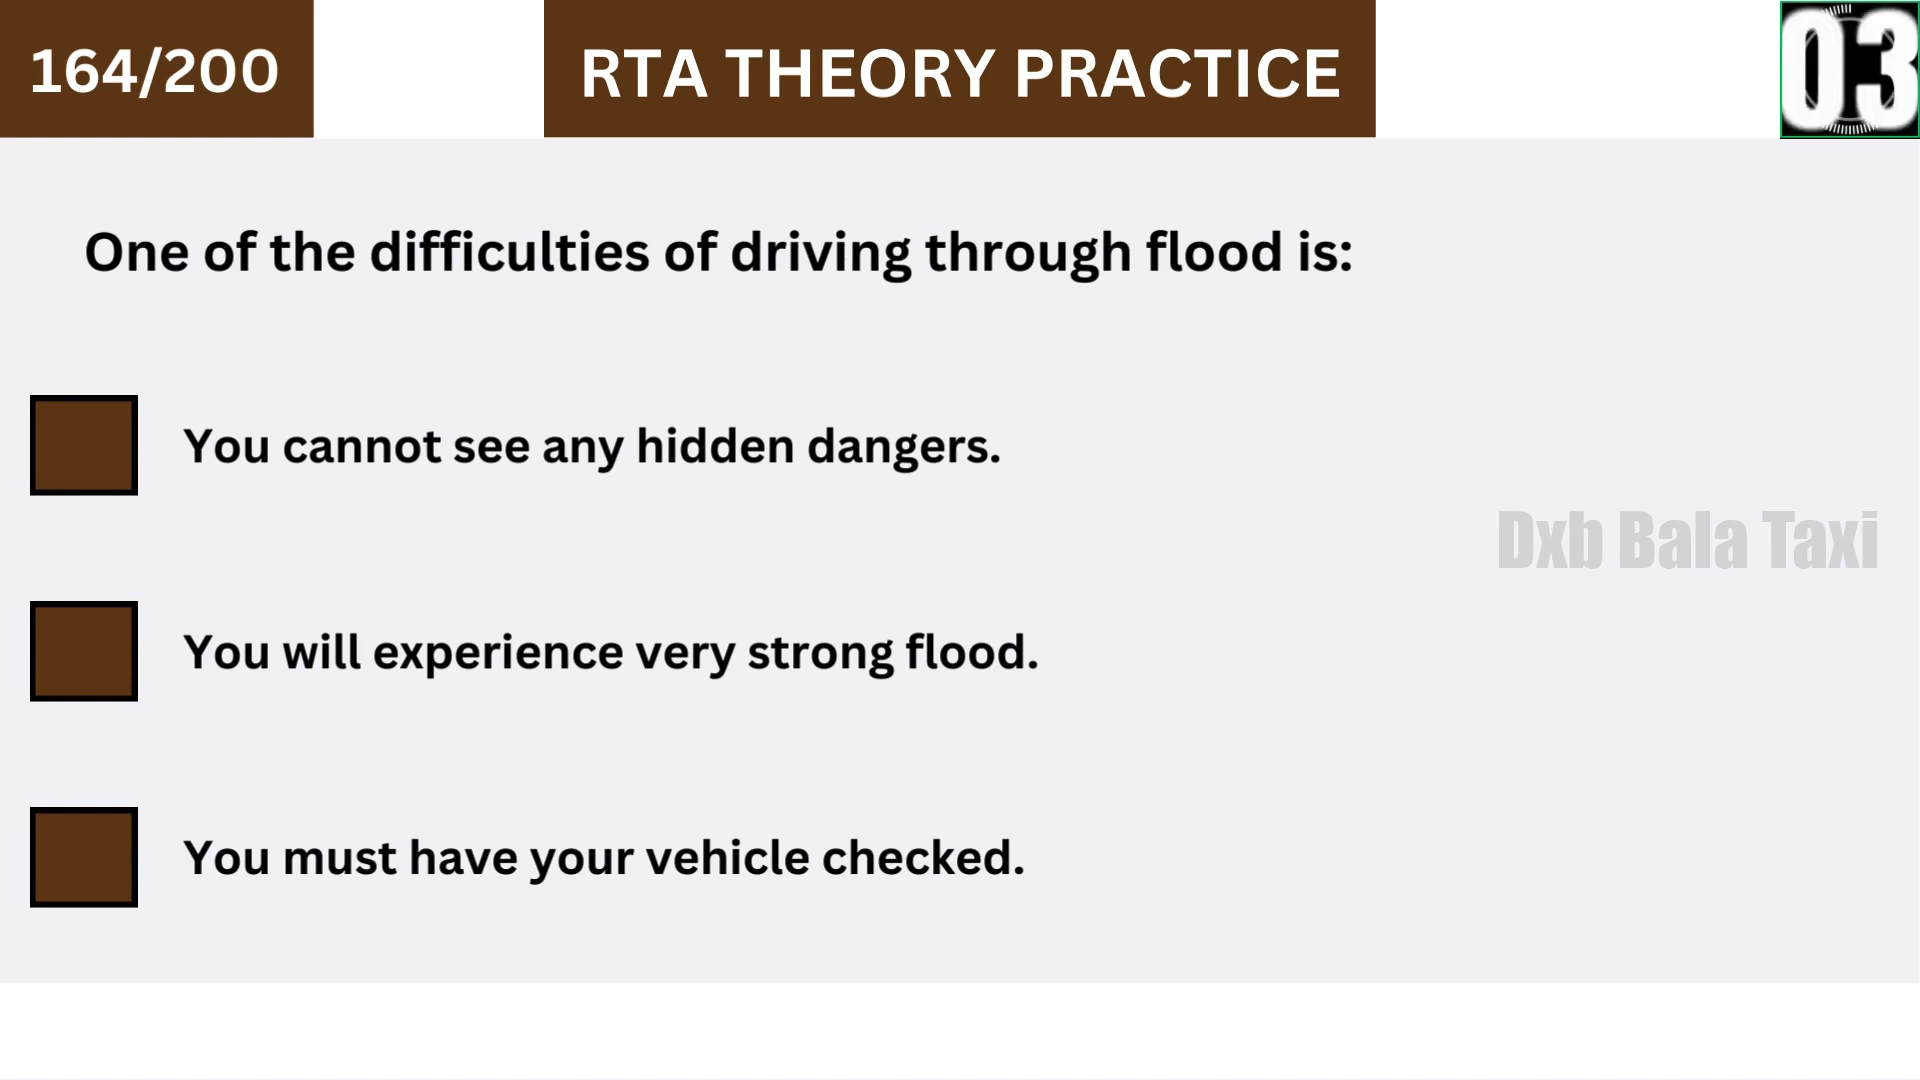 164/200
RTA THEORY PRACTICE
03
One of the difficulties of driving through flood is:
You cannot see any hidden dangers.
Dxb Bala Taxi
You will experience very strong flood.
You must have your vehicle checked.